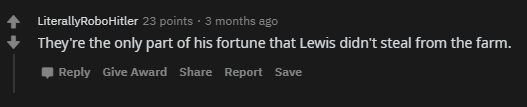 LiterallyRoboHitler 23 points · 3 months ago
They're the only part of his fortune that Lewis didn't steal from the farm.
Reply Give Award Share Report Save